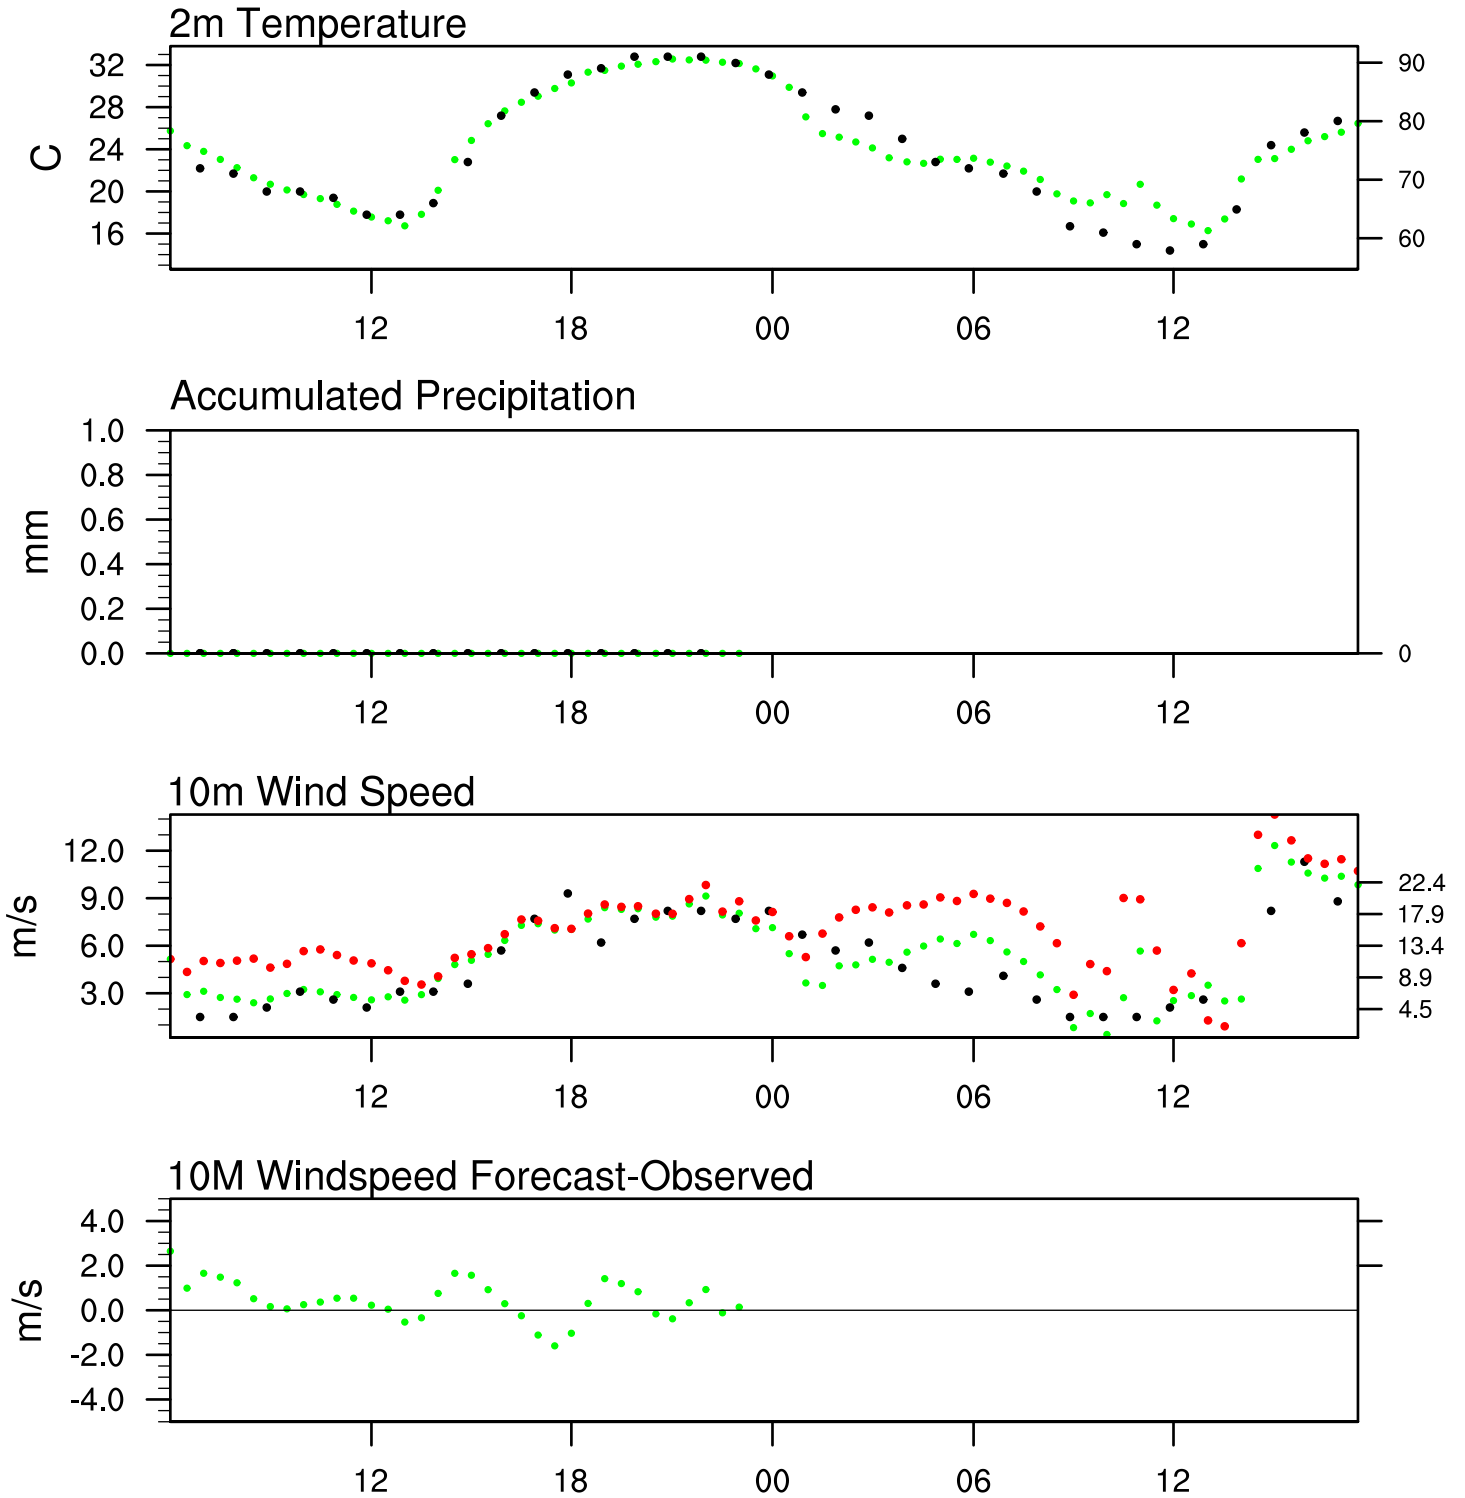 2m Temperature
32
28
24
20
16
C
90
80
70
60
12 18 00 06 12
Accumulated Precipitation
1.0
0.8
0.6
0.4
0.2
0.0
mm
0
12 18 00 06 12
10m Wind Speed
12.0
9.0
6.0
3.0
m/s
22.4
17.9
13.4
8.9
4.5
12 18 00 06 12
10M Windspeed Forecast-Observed
4.0
2.0
0.0
-2.0
-4.0
m/s
12 18 00 06 12